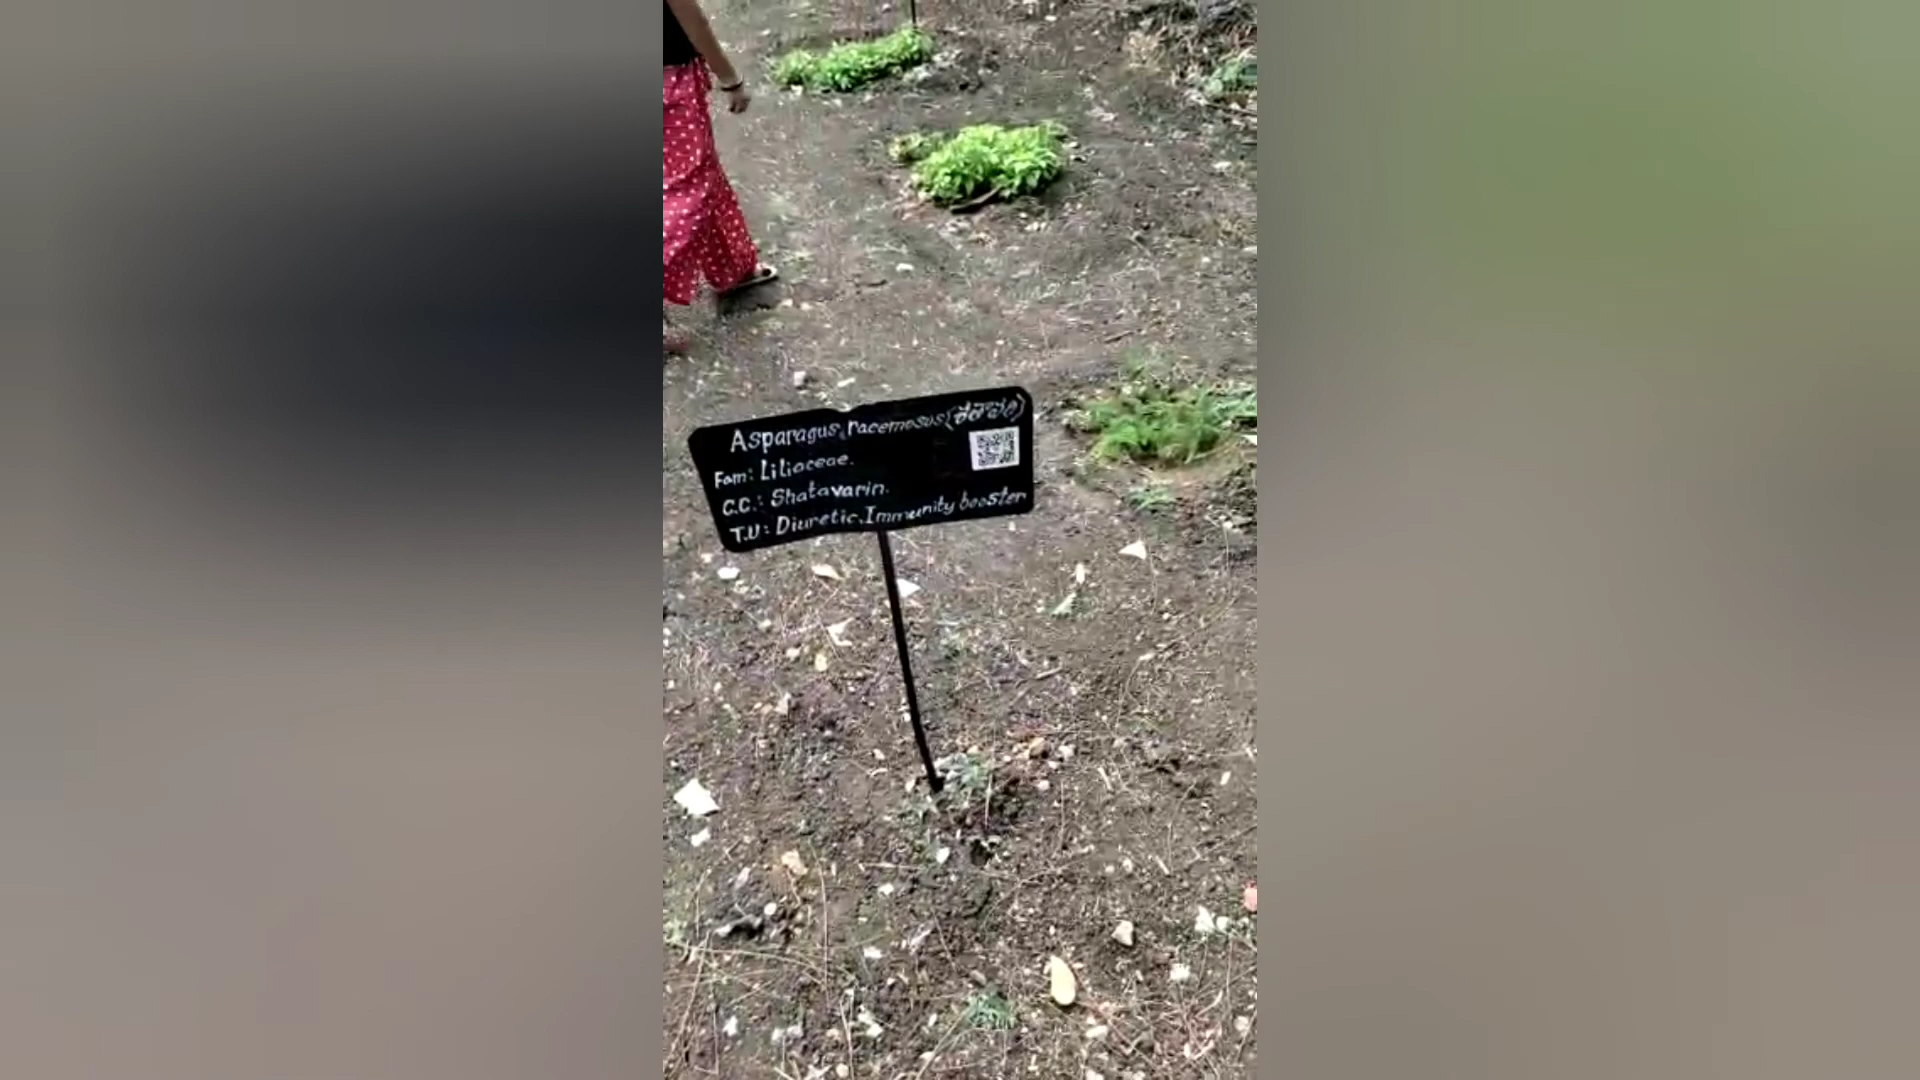 Asparagus racemosus
Fam: Liliaceae.
C.C.: Shatavarin.
T.U: Diuretic, Immunity booster